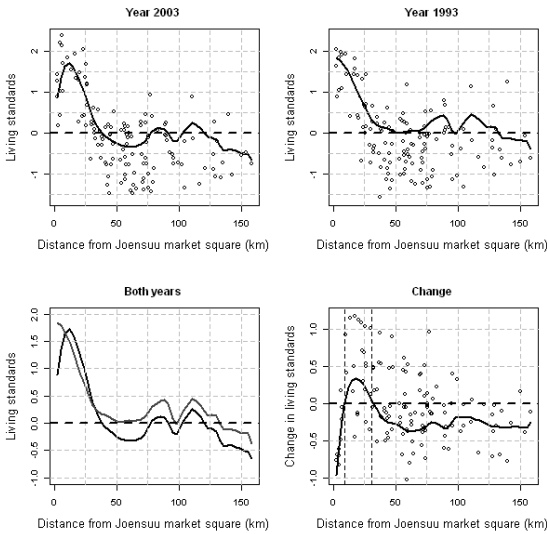 Year 2003
Living standards
2
1
0
-1
0 50 100 150
Distance from Joensuu market square (km)
Year 1993
Living standards
2
1
0
-1
0 50 100 150
Distance from Joensuu market square (km)
Both years
Living standards
2.0
1.5
1.0
0.5
0.0
-0.5
-1.0
0 50 100 150
Distance from Joensuu market square (km)
Change
Change in living standards
1.0
0.5
0.0
-0.5
-1.0
0 50 100 150
Distance from Joensuu market square (km)